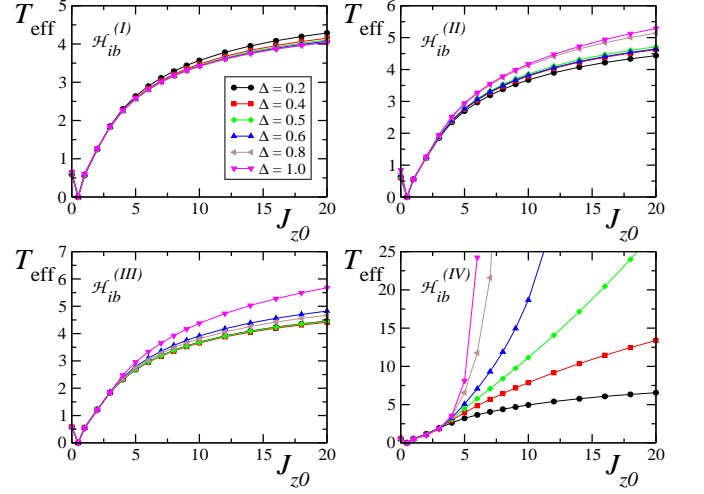 T_eff
5
4
3
2
1
0
0 5 10 15 20
J_z0
ℋ_ib^(I)
Δ = 0.2
Δ = 0.4
Δ = 0.5
Δ = 0.6
Δ = 0.8
Δ = 1.0
T_eff
6
5
4
3
2
1
0
0 5 10 15 20
J_z0
ℋ_ib^(II)
T_eff
7
6
5
4
3
2
1
0
0 5 10 15 20
J_z0
ℋ_ib^(III)
T_eff
25
20
15
10
5
0
0 5 10 15 20
J_z0
ℋ_ib^(IV)